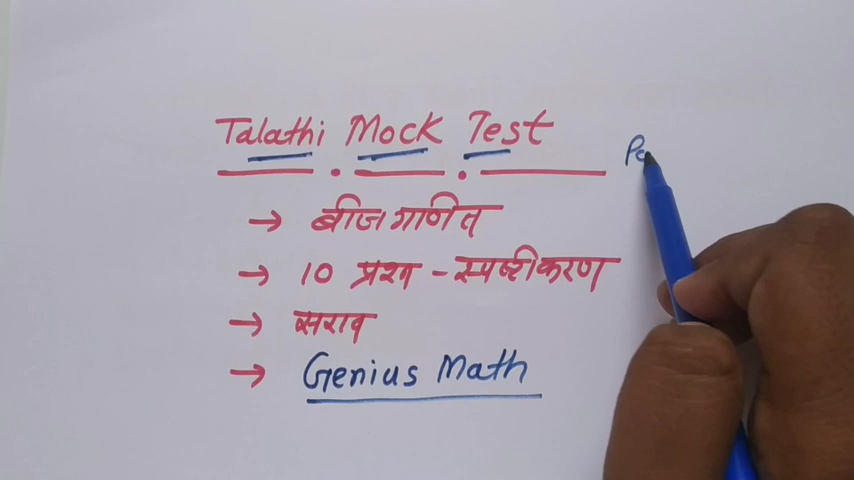 Talathi Mock Test
→ बीजगणित
→ 10 प्रश्न - स्पष्टीकरण
→ सराव
→ Genius Math